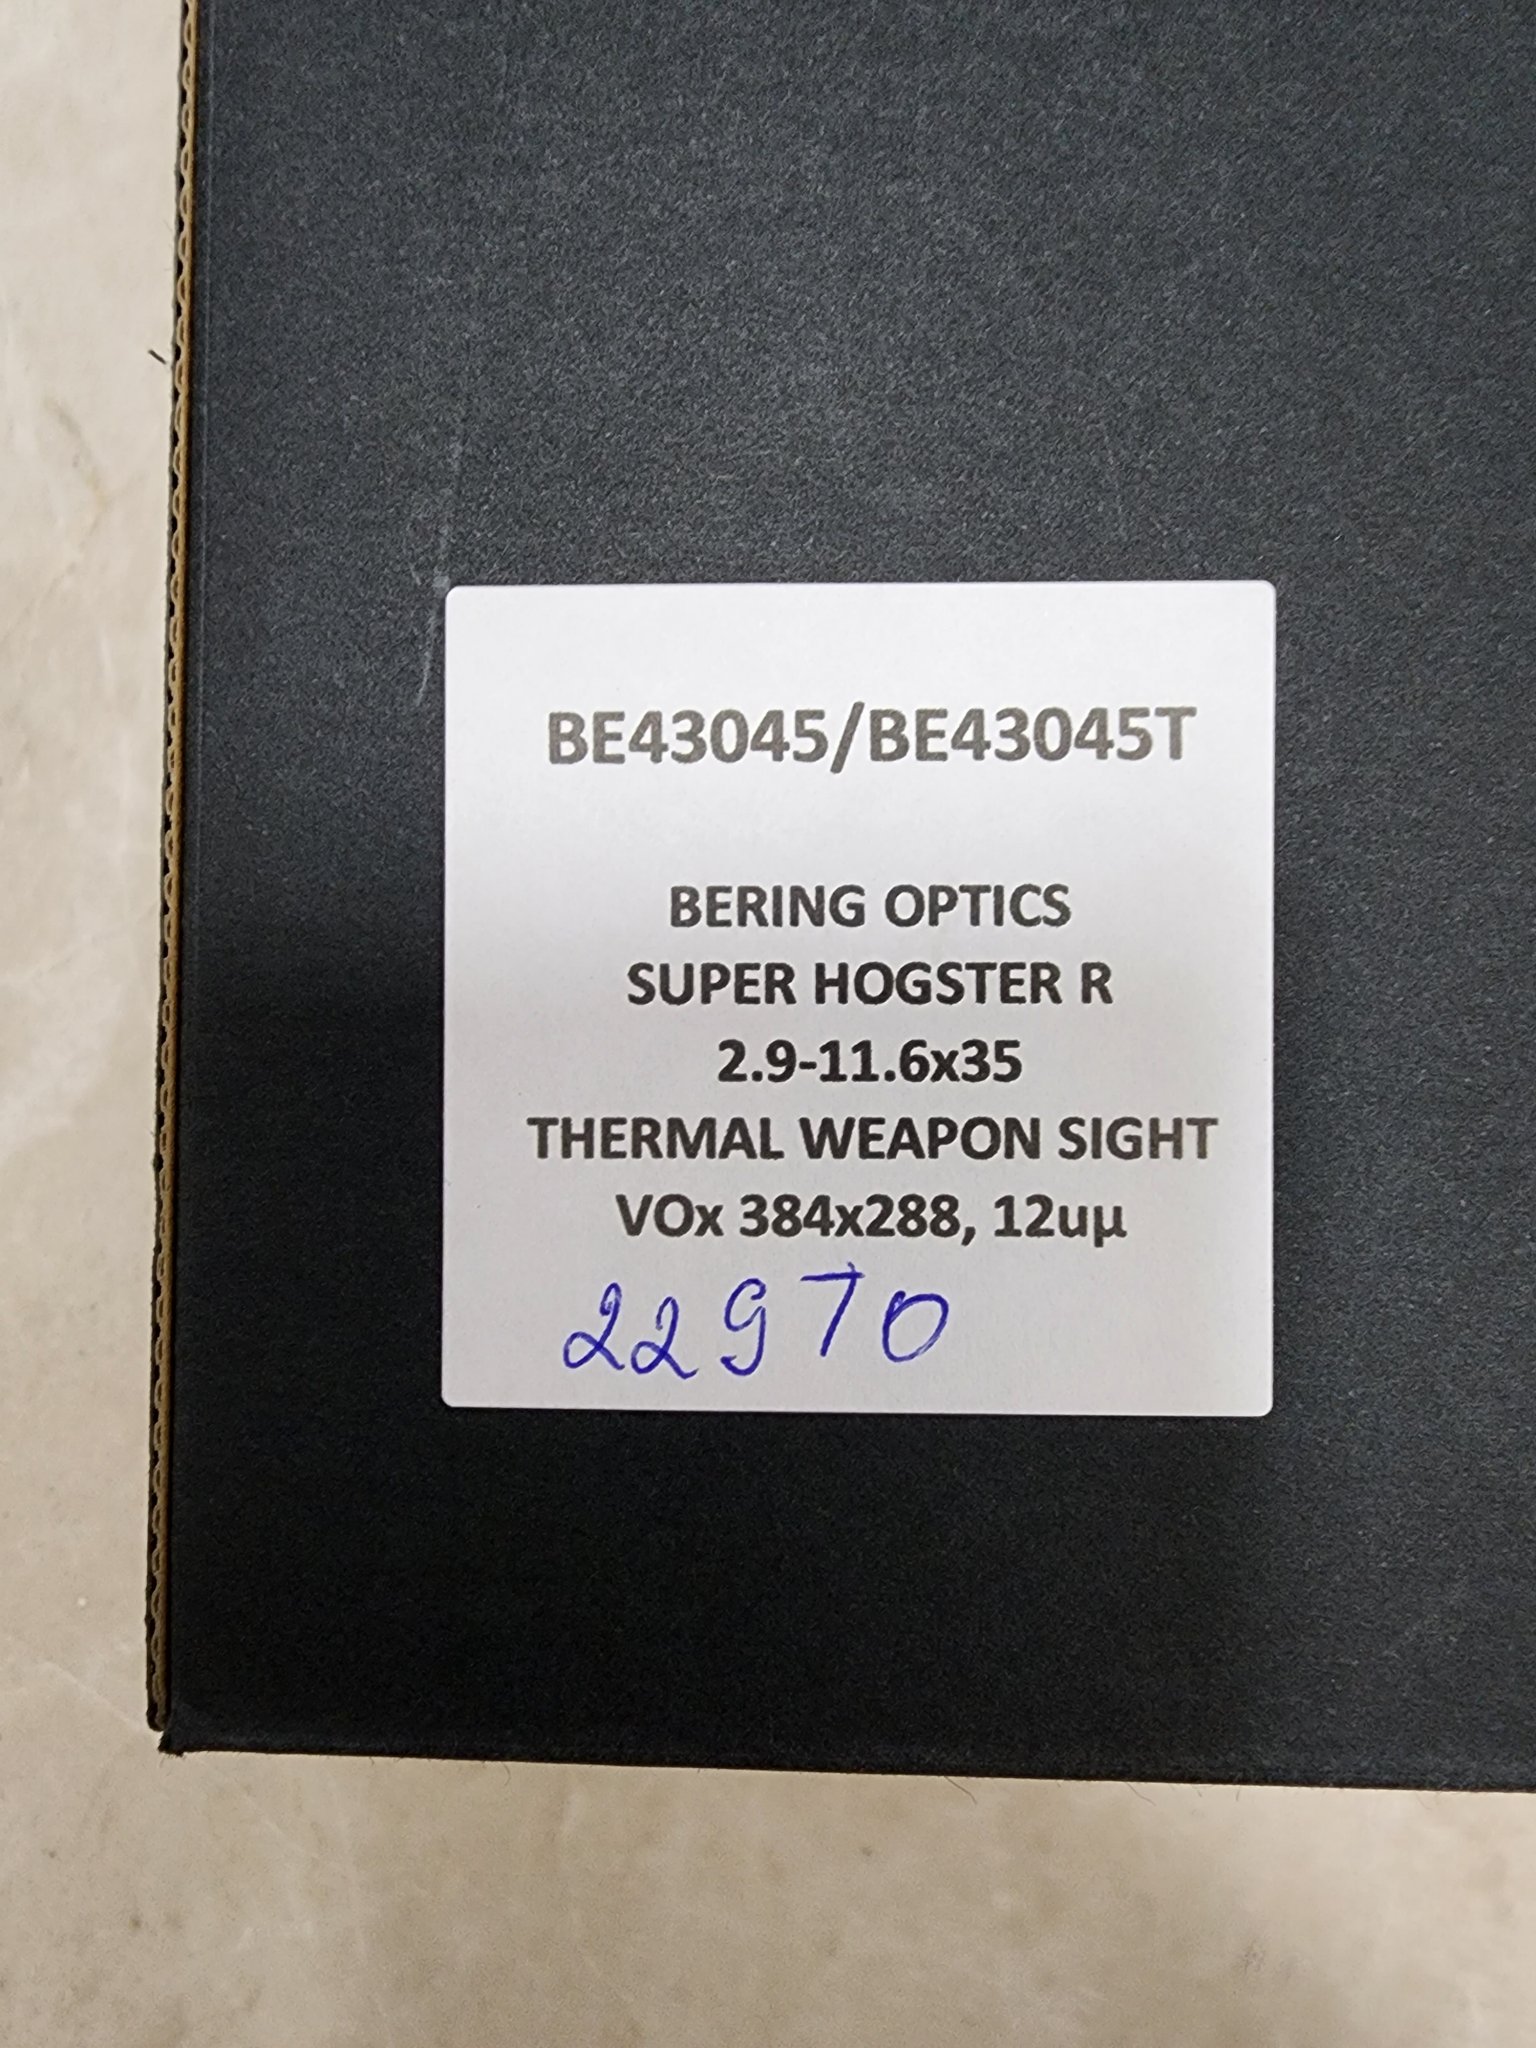 BE43045/BE43045T
BERING OPTICS
SUPER HOGSTER R
2.9-11.6x35
THERMAL WEAPON SIGHT
VOx 384x288, 12uµ
22970